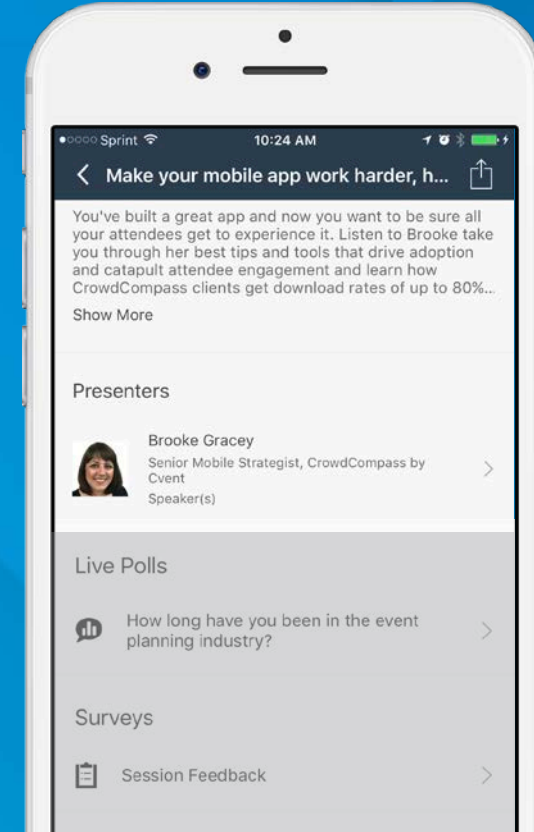 Sprint 10:24 AM
Make your mobile app work harder, h...
You've built a great app and now you want to be sure all
your attendees get to experience it. Listen to Brooke take
you through her best tips and tools that drive adoption
and catapult attendee engagement and learn how
CrowdCompass clients get download rates of up to 80%...
Show More
Presenters
Brooke Gracey
Senior Mobile Strategist, CrowdCompass by
Cvent
Speaker(s)
Live Polls
How long have you been in the event
planning industry?
Surveys
Session Feedback